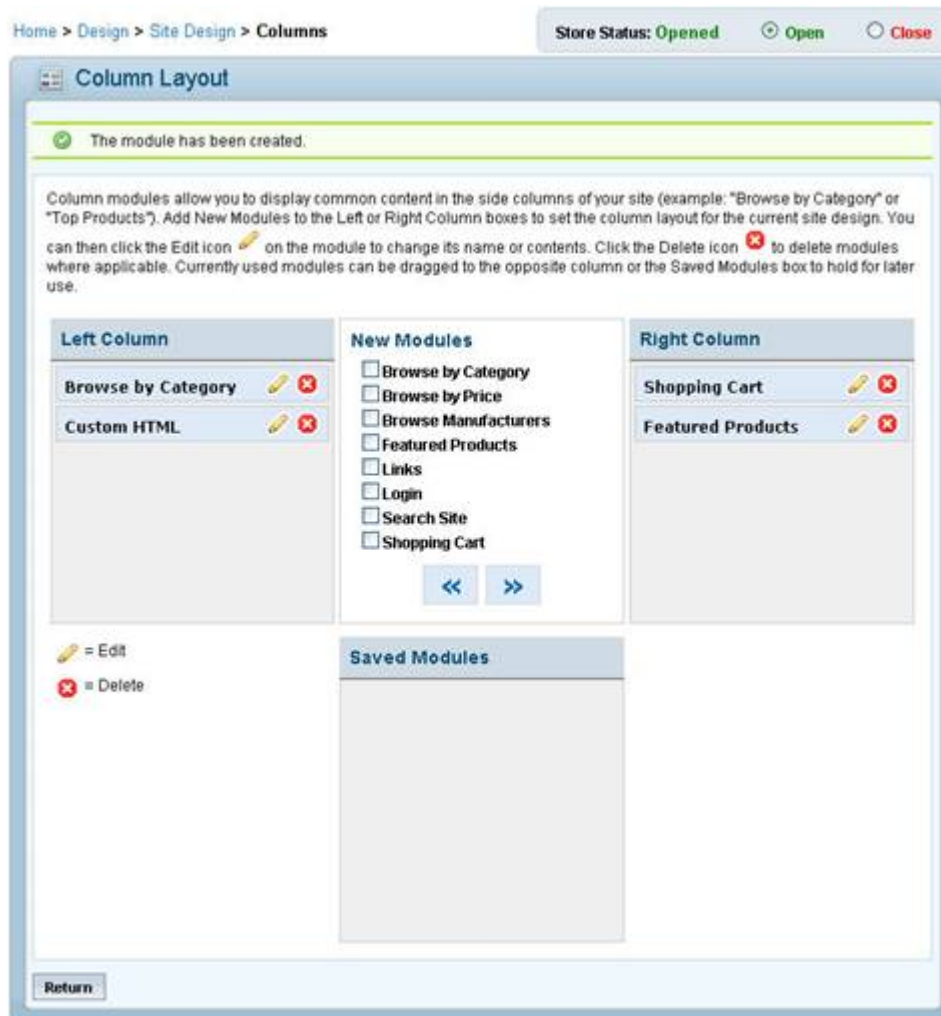 Home > Design > Site Design > Columns
Store Status: Opened Open Close
Column Layout
The module has been created.
Column modules allow you to display common content in the side columns of your site (example: "Browse by Category" or
"Top Products"). Add New Modules to the Left or Right Column boxes to set the column layout for the current site design. You
can then click the Edit icon on the module to change its name or contents. Click the Delete icon to delete modules
where applicable. Currently used modules can be dragged to the opposite column or the Saved Modules box to hold for later
use.
Left Column
Browse by Category
Custom HTML
New Modules
Browse by Category
Browse by Price
Browse Manufacturers
Featured Products
Links
Login
Search Site
Shopping Cart
« »
Right Column
Shopping Cart
Featured Products
= Edit
= Delete
Saved Modules
Return